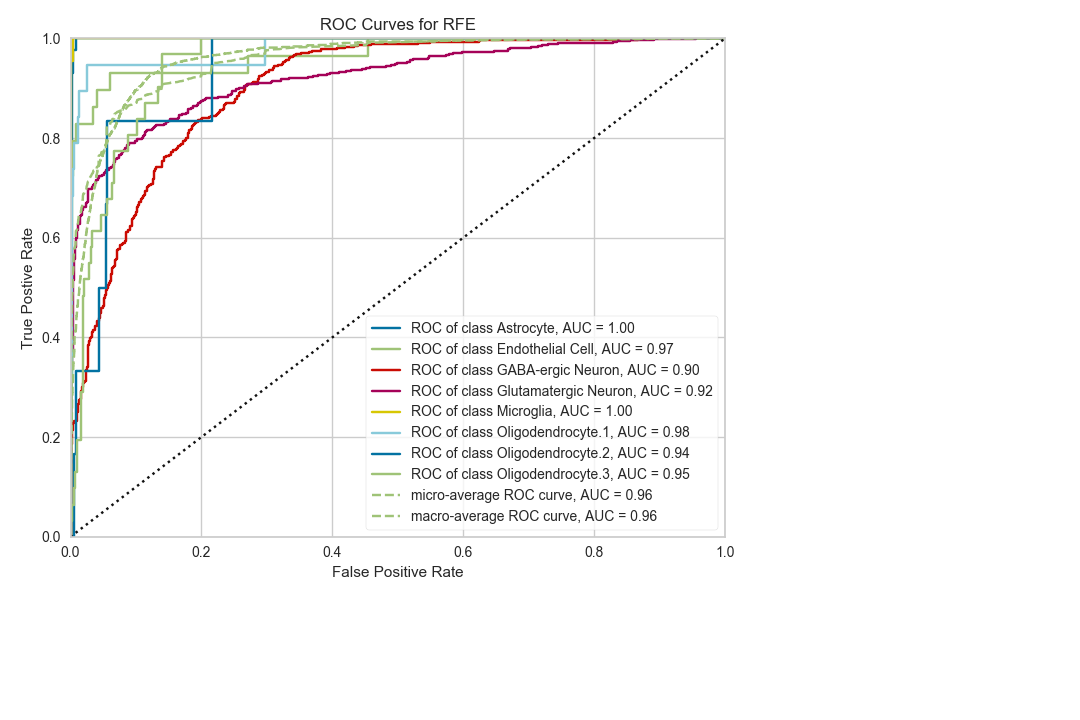 ROC Curves for RFE
1.0
0.8
0.6
0.4
0.2
0.0
True Postive Rate
ROC of class Astrocyte, AUC = 1.00
ROC of class Endothelial Cell, AUC = 0.97
ROC of class GABA-ergic Neuron, AUC = 0.90
ROC of class Glutamatergic Neuron, AUC = 0.92
ROC of class Microglia, AUC = 1.00
ROC of class Oligodendrocyte.1, AUC = 0.98
ROC of class Oligodendrocyte.2, AUC = 0.94
ROC of class Oligodendrocyte.3, AUC = 0.95
micro-average ROC curve, AUC = 0.96
macro-average ROC curve, AUC = 0.96
0.0 0.2 0.4 0.6 0.8 1.0
False Positive Rate